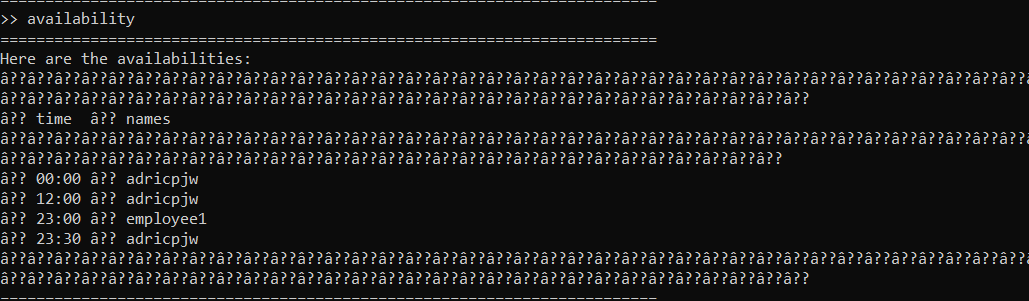 =========================================================================
>> availability
=========================================================================
Here are the availabilities:
â??â??â??â??â??â??â??â??â??â??â??â??â??â??â??â??â??â??â??â??â??â??â??â??â??â??â??â??â??â??â??â??â??â??â??â??â??â??
â??â??â??â??â??â??â??â??â??â??â??â??â??â??â??â??â??â??â??â??â??â??â??â??â??â??â??â??â??â??
â?? time  â?? names
â??â??â??â??â??â??â??â??â??â??â??â??â??â??â??â??â??â??â??â??â??â??â??â??â??â??â??â??â??â??â??â??â??â??â??â??â??â??
â??â??â??â??â??â??â??â??â??â??â??â??â??â??â??â??â??â??â??â??â??â??â??â??â??â??â??â??â??
â?? 00:00 â?? adricpjw
â?? 12:00 â?? adricpjw
â?? 23:00 â?? employee1
â?? 23:30 â?? adricpjw
â??â??â??â??â??â??â??â??â??â??â??â??â??â??â??â??â??â??â??â??â??â??â??â??â??â??â??â??â??â??â??â??â??â??â??â??â??â??
â??â??â??â??â??â??â??â??â??â??â??â??â??â??â??â??â??â??â??â??â??â??â??â??â??â??â??â??â??â??
=========================================================================